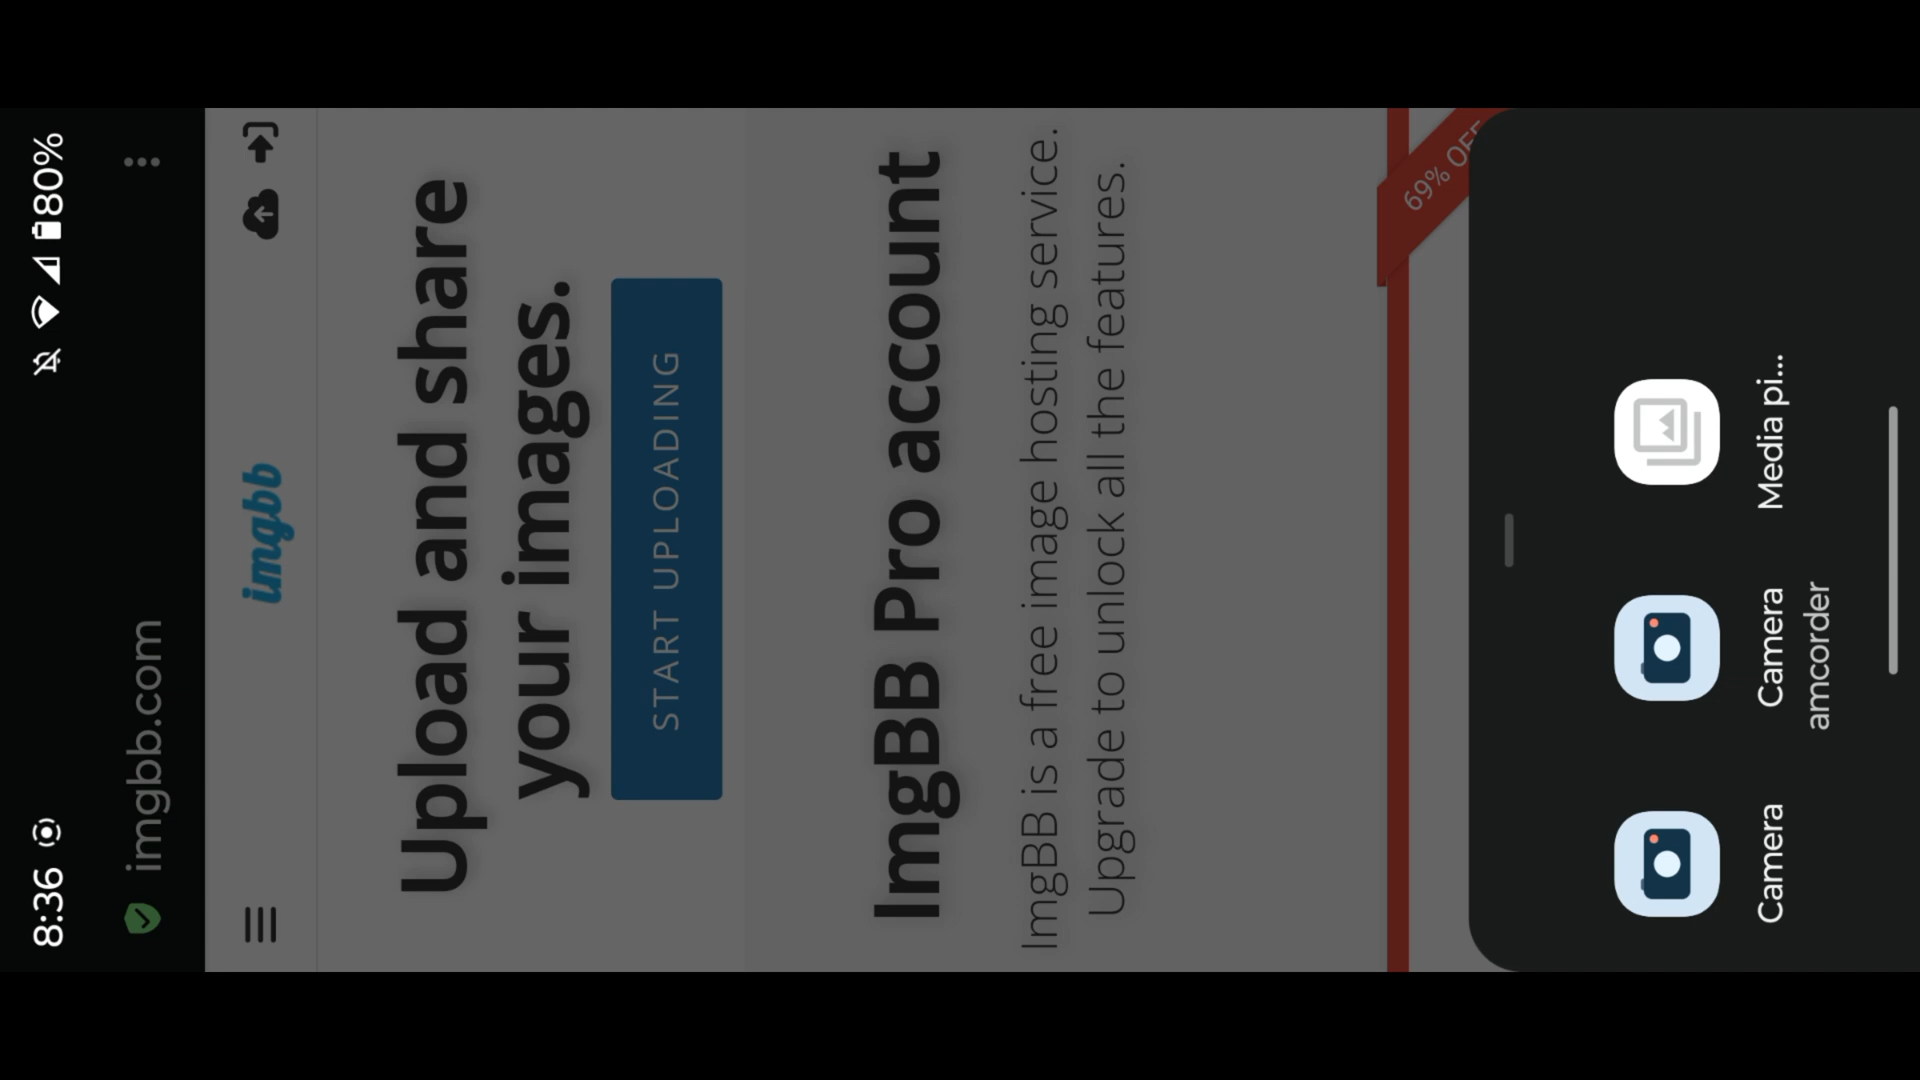 8:36 80%
imgbb.com
imgbb
Upload and share
your images.
START UPLOADING
ImgBB Pro account
ImgBB is a free image hosting service.
Upgrade to unlock all the features.
69% OFF
Camera
Camera
amcorder
Media pi...